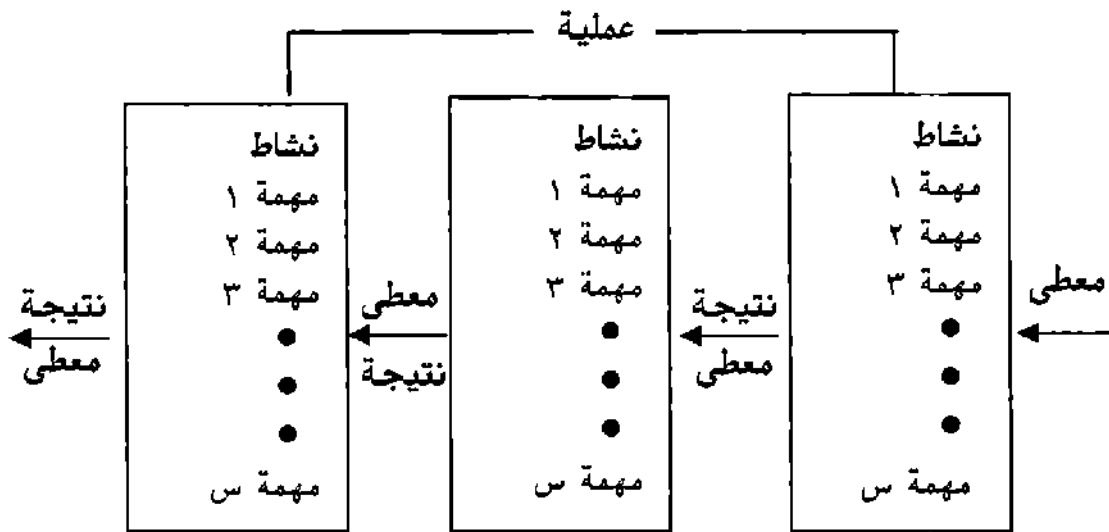 عملية
نشاط
مهمة ١
مهمة ٢
مهمة ٣
مهمة س
نشاط
مهمة ١
مهمة ٢
مهمة ٣
مهمة س
نشاط
مهمة ١
مهمة ٢
مهمة ٣
مهمة س
معطى
نتيجة
معطى
معطى
نتيجة
نتيجة
معطى